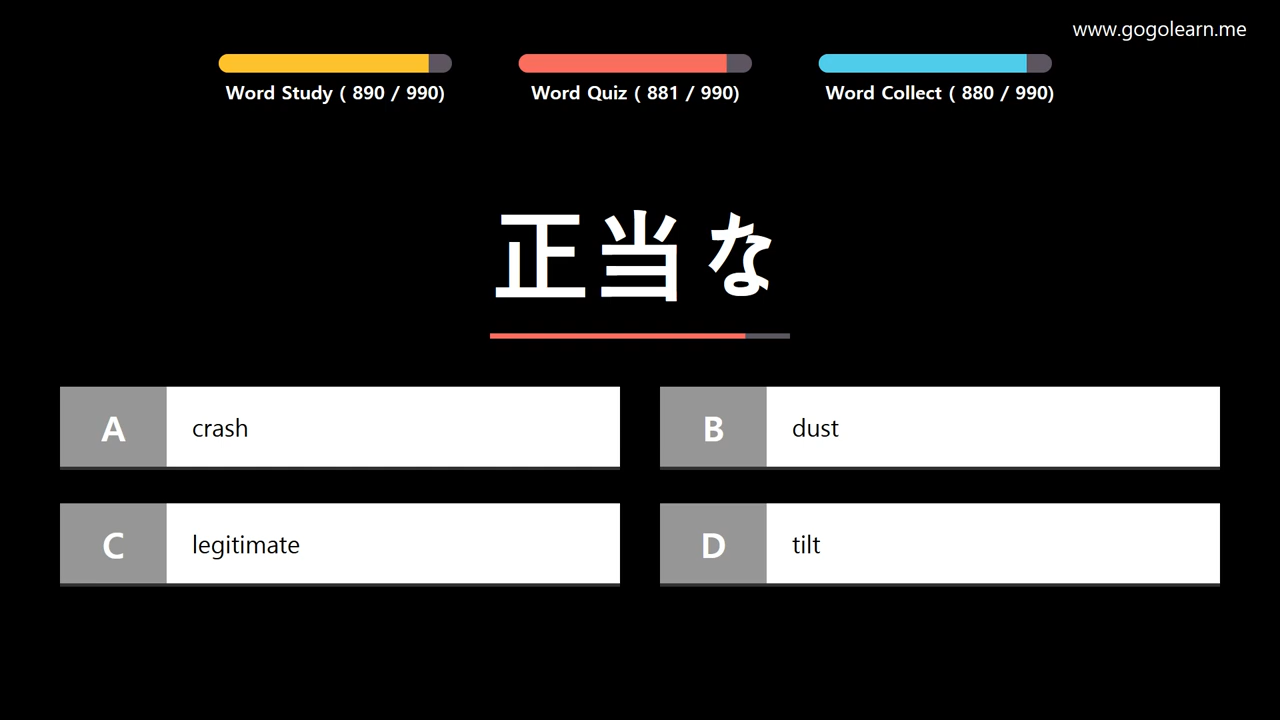 www.gogolearn.me
Word Study ( 890 / 990)
Word Quiz ( 881 / 990)
Word Collect ( 880 / 990)
正当な
A crash
B dust
C legitimate
D tilt